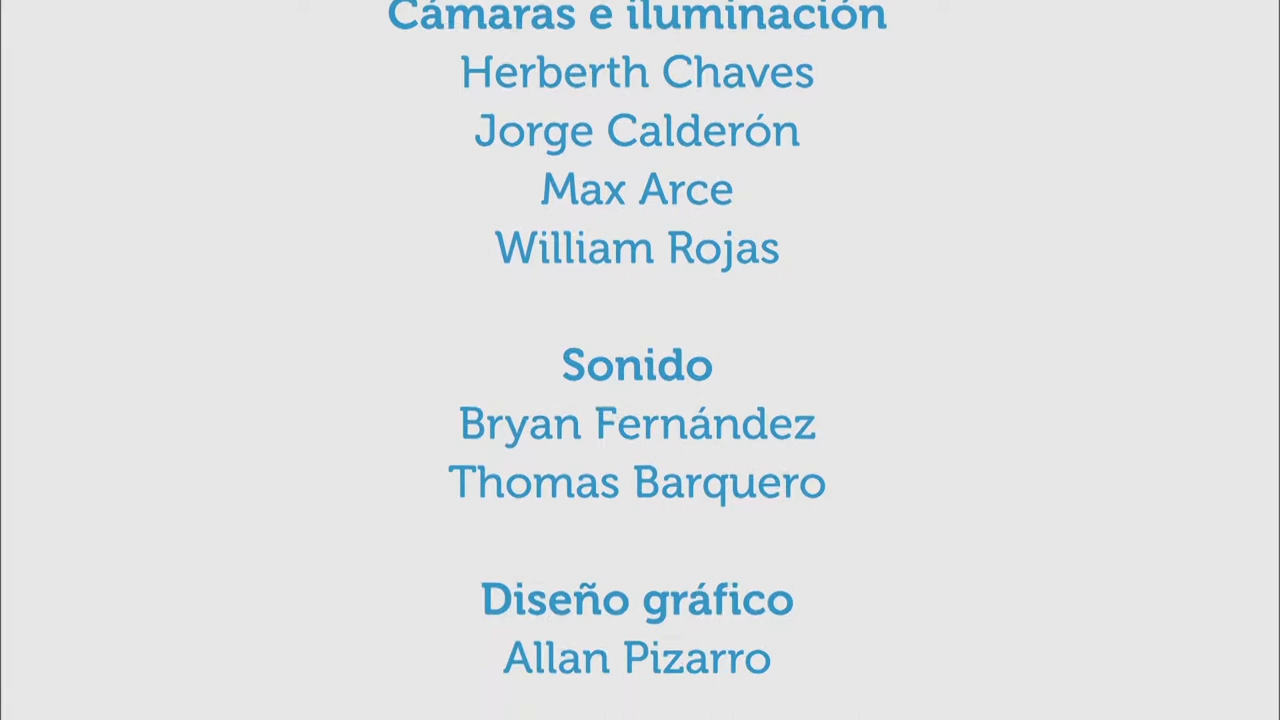 Cámaras e iluminación
Herberth Chaves
Jorge Calderón
Max Arce
William Rojas
Sonido
Bryan Fernández
Thomas Barquero
Diseño gráfico
Allan Pizarro